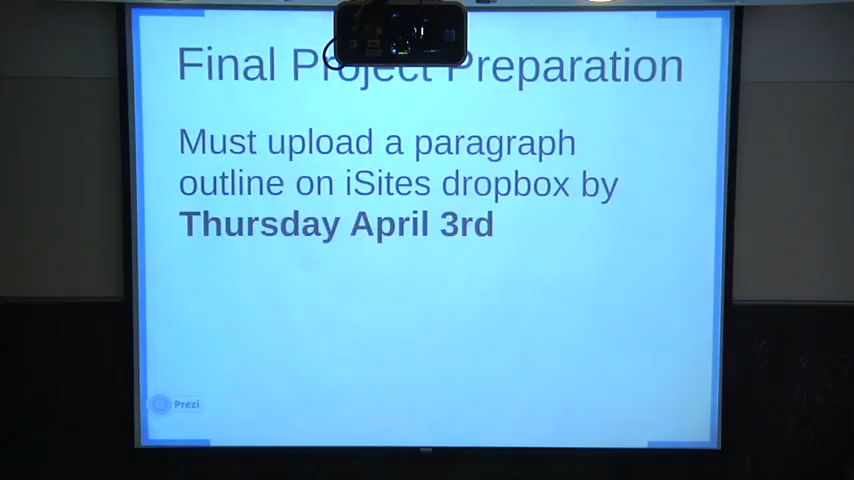 Final Project Preparation
Must upload a paragraph
outline on iSites dropbox by
Thursday April 3rd
Prezi